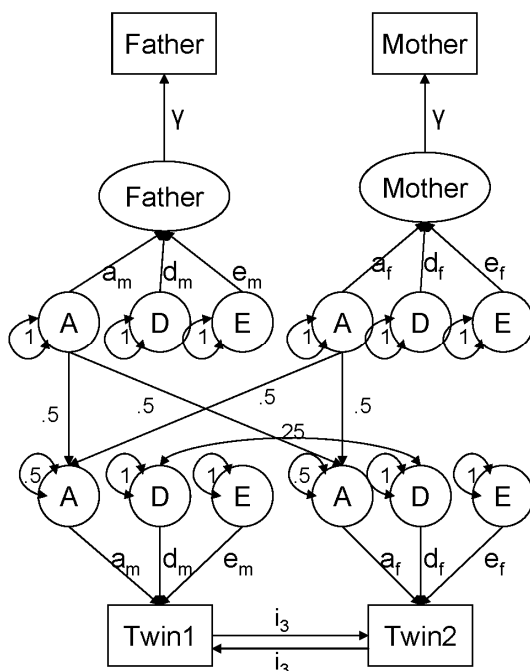 Father Mother
γ γ
Father Mother
a_m d_m e_m a_f d_f e_f
A D E A D E
1 1 1 1 1 1
.5 .5 .5 .5
.25
.5 1 1 .5 1 1
A D E A D E
a_m d_m e_m a_f d_f e_f
i_3
Twin1 Twin2
i_3